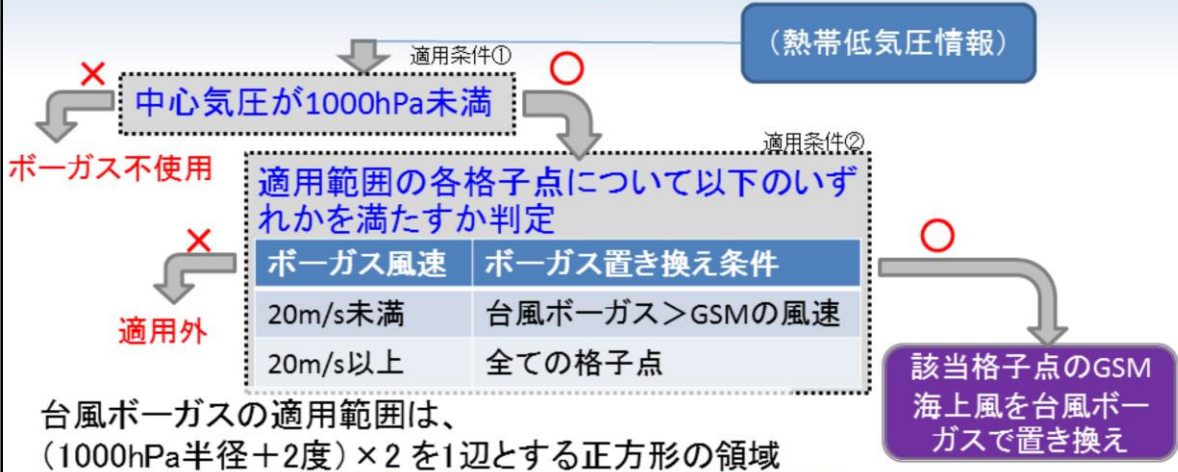 (熱帯低気圧情報)
適用条件①
× ○
中心気圧が1000hPa未満
ボーガス不使用
適用条件②
適用範囲の各格子点について以下のいず
れかを満たすか判定
× ○
ボーガス風速 ボーガス置き換え条件
20m/s未満 台風ボーガス>GSMの風速
20m/s以上 全ての格子点
適用外
該当格子点のGSM
海上風を台風ボー
ガスで置き換え
台風ボーガスの適用範囲は、
(1000hPa半径+2度)×2 を1辺とする正方形の領域